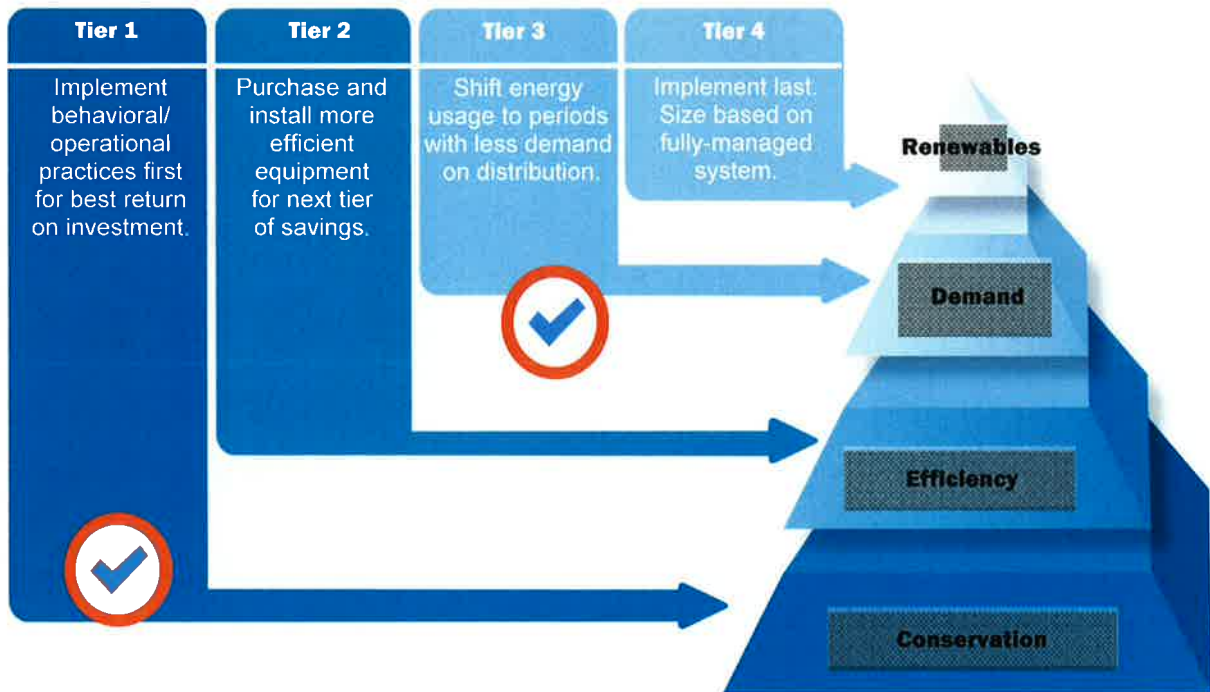 Tier 1
Implement
behavioral/
operational
practices first
for best return
on investment.
Tier 2
Purchase and
install more
efficient
equipment
for next tier
of savings.
Tier 3
Shift energy
usage to periods
with less demand
on distribution.
Tier 4
Implement last.
Size based on
fully-managed
system.
Renewables
Demand
Efficiency
Conservation